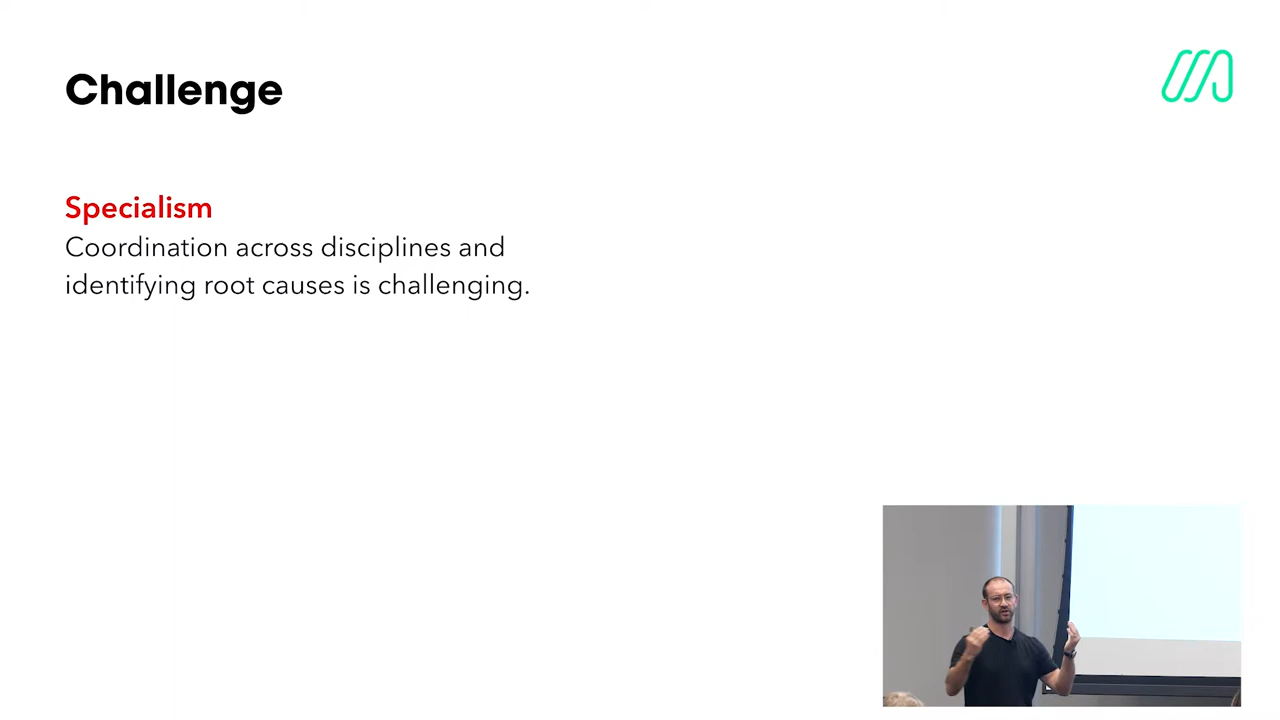 Challenge
Specialism
Coordination across disciplines and
identifying root causes is challenging.